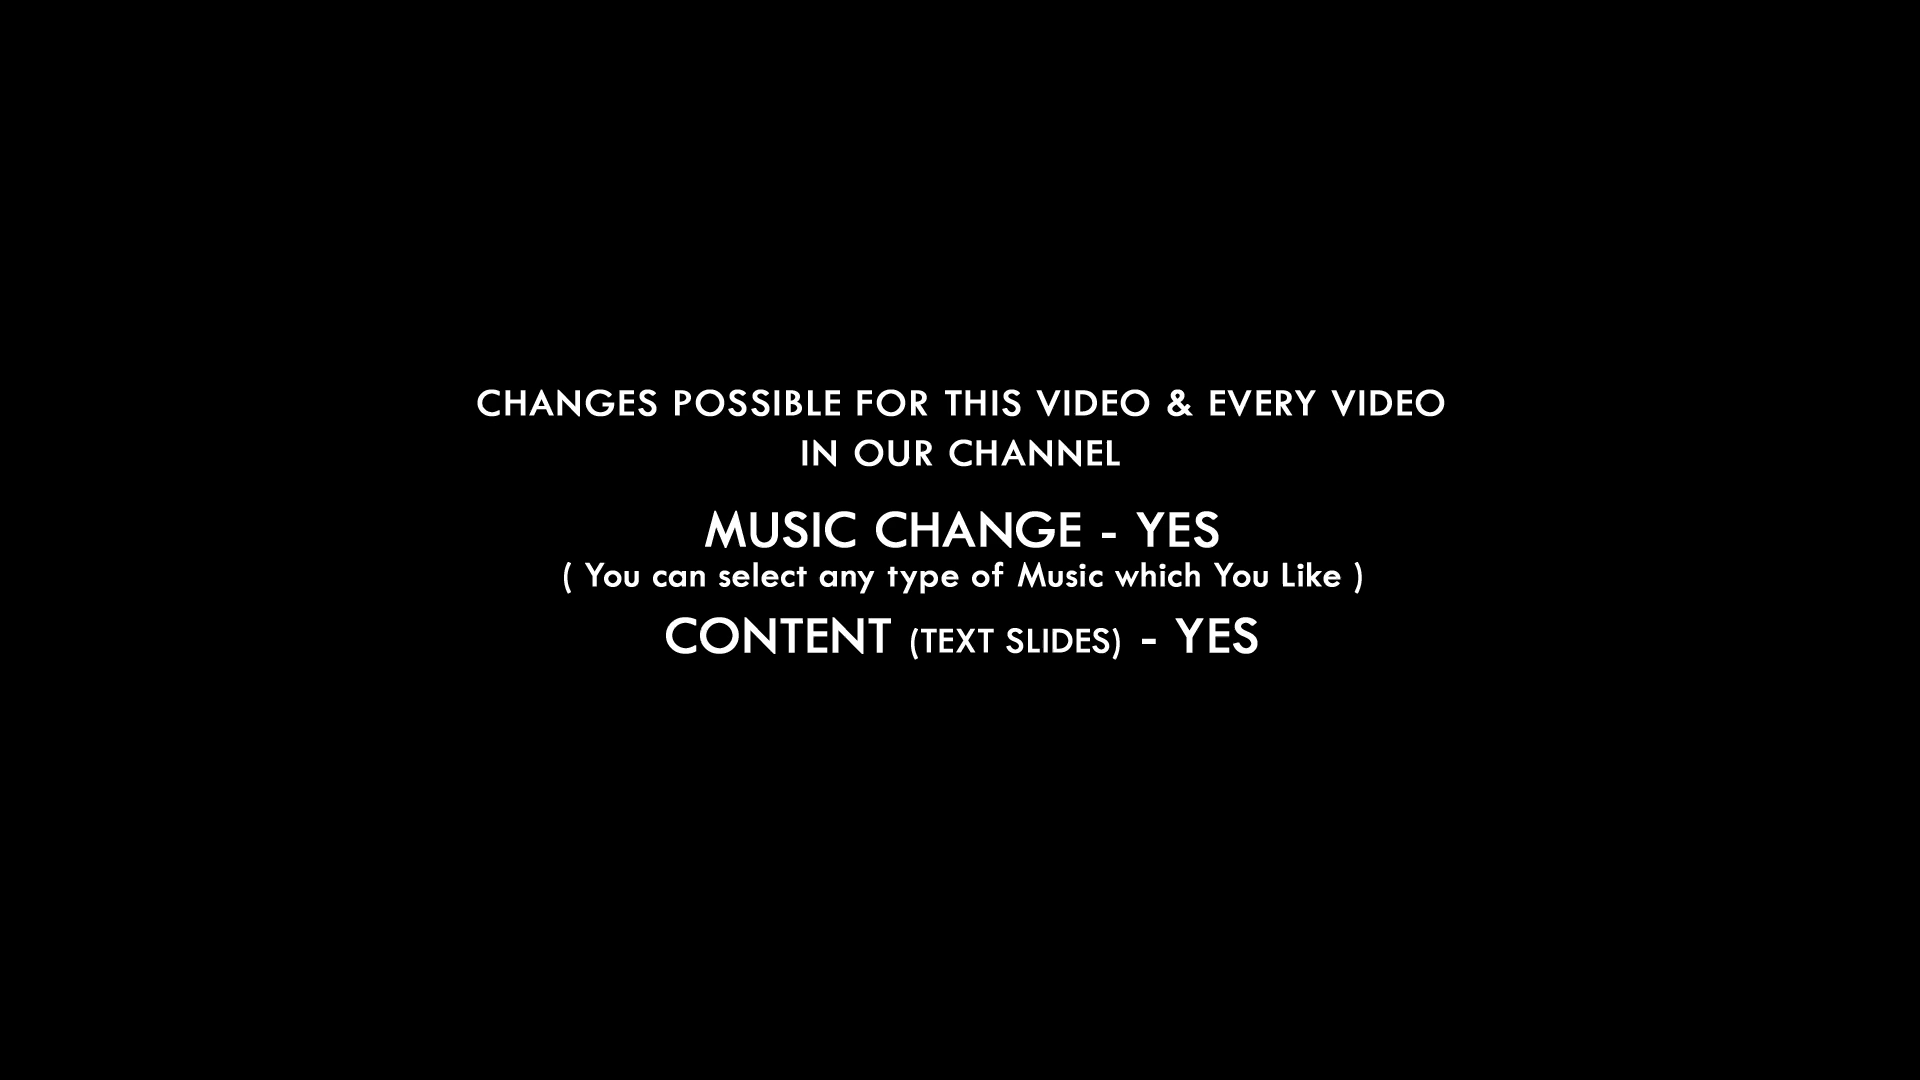 CHANGES POSSIBLE FOR THIS VIDEO & EVERY VIDEO
IN OUR CHANNEL
MUSIC CHANGE - YES
( You can select any type of Music which You Like )
CONTENT (TEXT SLIDES) - YES